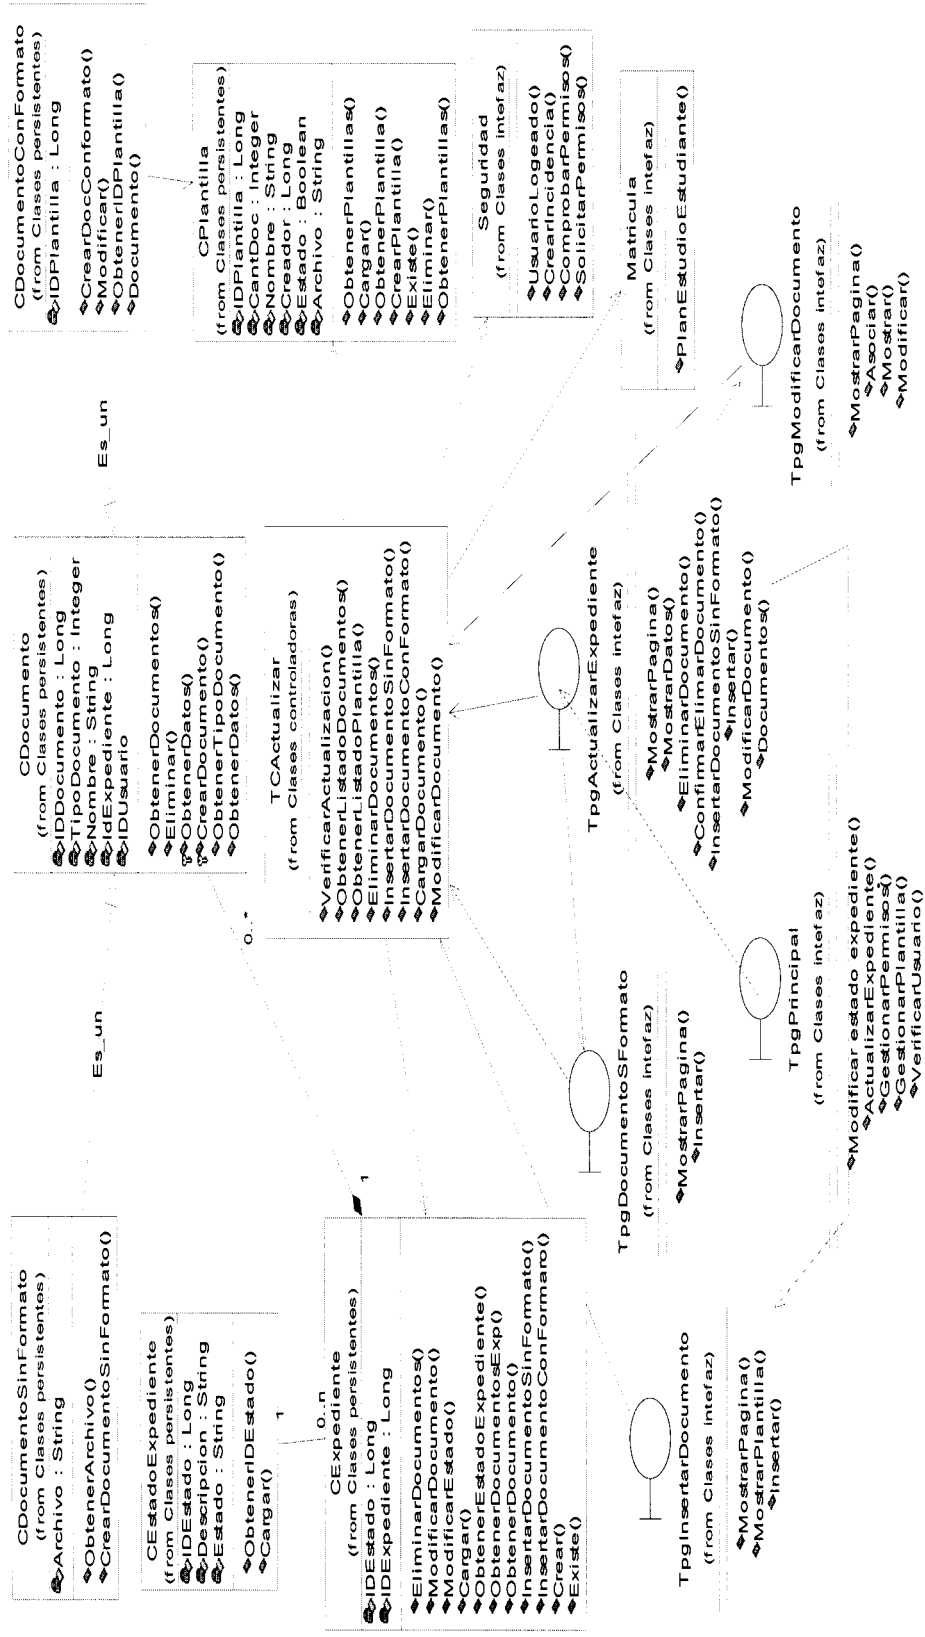 CDocumentoSinFormato
(from Clases persistentes)
Archivo : String
ObtenerArchivo()
CrearDocumentoSinFormato()
Es_un
CDocumento
(from Clases persistentes)
IDDocumento : Long
TipoDocumento : Integer
Nombre : String
IdExpediente : Long
IDUsuario
ObtenerDocumentos()
Eliminar()
ObtenerDatos()
CrearDocumento()
ObtenerTipoDocumento()
ObtenerDatos()
Es_un
CDocumentoConFormato
(from Clases persistentes)
IDPlantilla : Long
CrearDocConformato()
Modificar()
ObtenerIDPlantilla()
Documento()
CEstadoExpediente
(from Clases persistentes)
IDEstado : Long
Descripcion : String
Estado : String
ObtenerIDEstado()
Cargar()
1
0..n
0..*
1
CPlantilla
(from Clases persistentes)
IDPlantilla : Long
CantDoc : Integer
Nombre : String
Creador : Long
Estado : Boolean
Archivo : String
ObtenerPlantillas()
Cargar()
ObtenerPlantilla()
CrearPlantilla()
Existe()
Eliminar()
ObtenerPlantillas()
CExpediente
(from Clases persistentes)
IDEstado : Long
IDExpediente : Long
EliminarDocumentos()
ModificarDocumento()
ModificarEstado()
Cargar()
ObtenerEstadoExpediente()
ObtenerDocumentosExp()
ObtenerDocumento()
InsertarDocumentoSinFormato()
InsertarDocumentoConFormaro()
Crear()
Existe()
TCActualizar
(from Clases controladoras)
VerificarActualizacion()
ObtenerListadoDocumentos()
ObtenerListadoPlantilla()
EliminarDocumentos()
InsertarDocumentoSinFormato()
InsertarDocumentoConFormato()
CargarDocumento()
ModificarDocumento()
Seguridad
(from Clases intefaz)
UsuarioLogeado()
CrearIncidencia()
ComprobarPermisos()
SolicitarPermisos()
Matricula
(from Clases intefaz)
PlanEstudioEstudiante()
TpgDocumentoSFormato
(from Clases intefaz)
MostrarPagina()
Insertar()
TpgActualizarExpediente
(from Clases intefaz)
MostrarPagina()
MostrarDatos()
EliminarDocumento()
ConfirmarElimarDocumento()
InsertarDocumentoSinFormato()
Insertar()
ModificarDocumento()
Documentos()
TpgInsertarDocumento
(from Clases intefaz)
MostrarPagina()
MostrarPlantilla()
Insertar()
TpgPrincipal
(from Clases intefaz)
Modificar estado expediente()
ActualizarExpediente()
GestionarPermisos()
GestionarPlantilla()
VerificarUsuario()
TpgModificarDocumento
(from Clases intefaz)
MostrarPagina()
Asociar()
Mostrar()
Modificar()